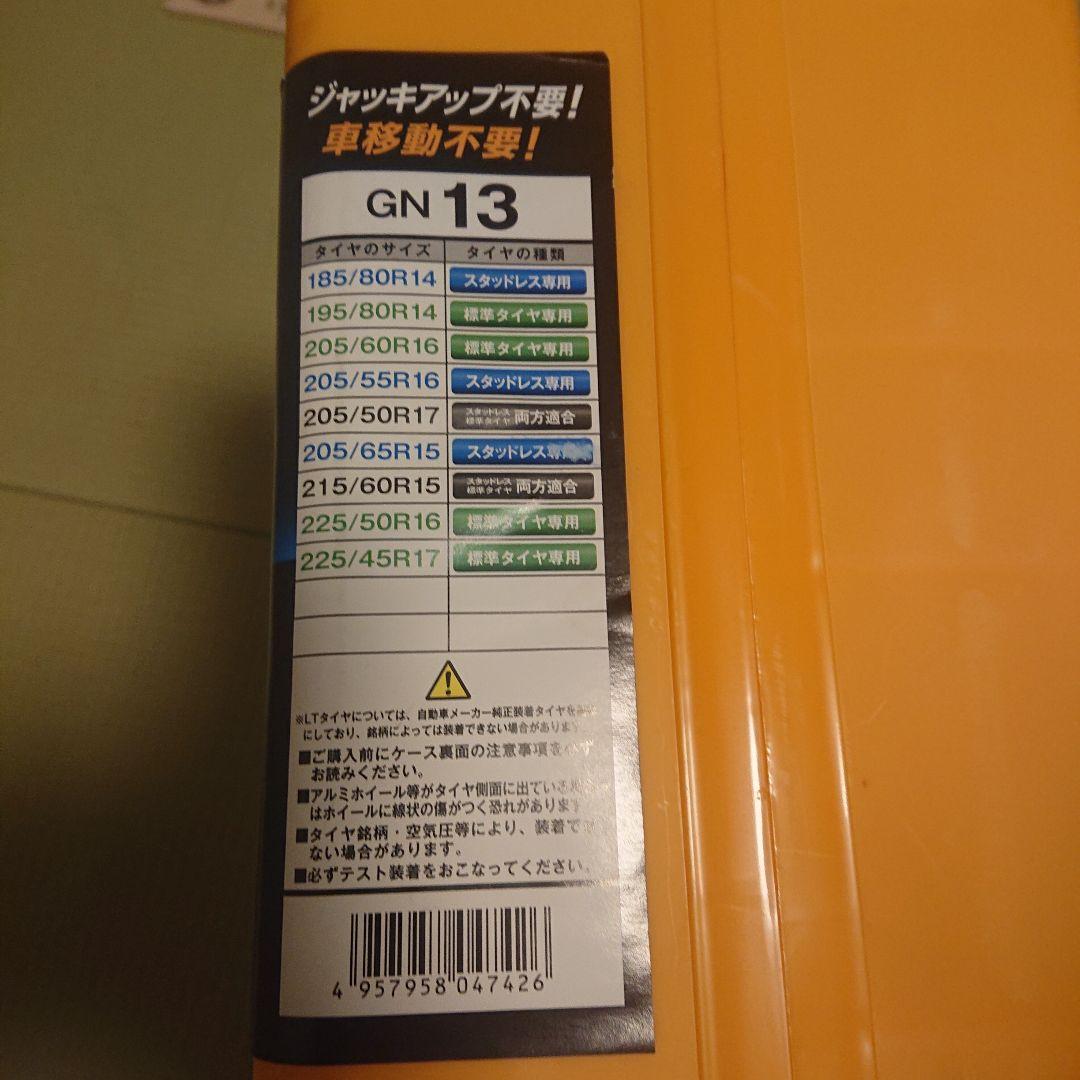 ジャッキアップ不要!
車移動不要!
GN 13
タイヤのサイズ タイヤの種類
185/80R14 スタッドレス専用
195/80R14 標準タイヤ専用
205/60R16 標準タイヤ専用
205/55R16 スタッドレス専用
205/50R17 スタッドレス 標準タイヤ 両方適合
205/65R15 スタッドレス専用
215/60R15 スタッドレス 標準タイヤ 両方適合
225/50R16 標準タイヤ専用
225/45R17 標準タイヤ専用
※LTタイヤについては、自動車メーカー純正装着タイヤを
にしており、銘柄によっては装着できない場合があります
■ご購入前にケース裏面の注意事項を必ず
お読みください。
■アルミホイール等がタイヤ側面に出ている
はホイールに線状の傷がつく恐れがあります
■タイヤ銘柄・空気圧等により、装着で
ない場合があります。
■必ずテスト装着をおこなってください。
4 957958 047426